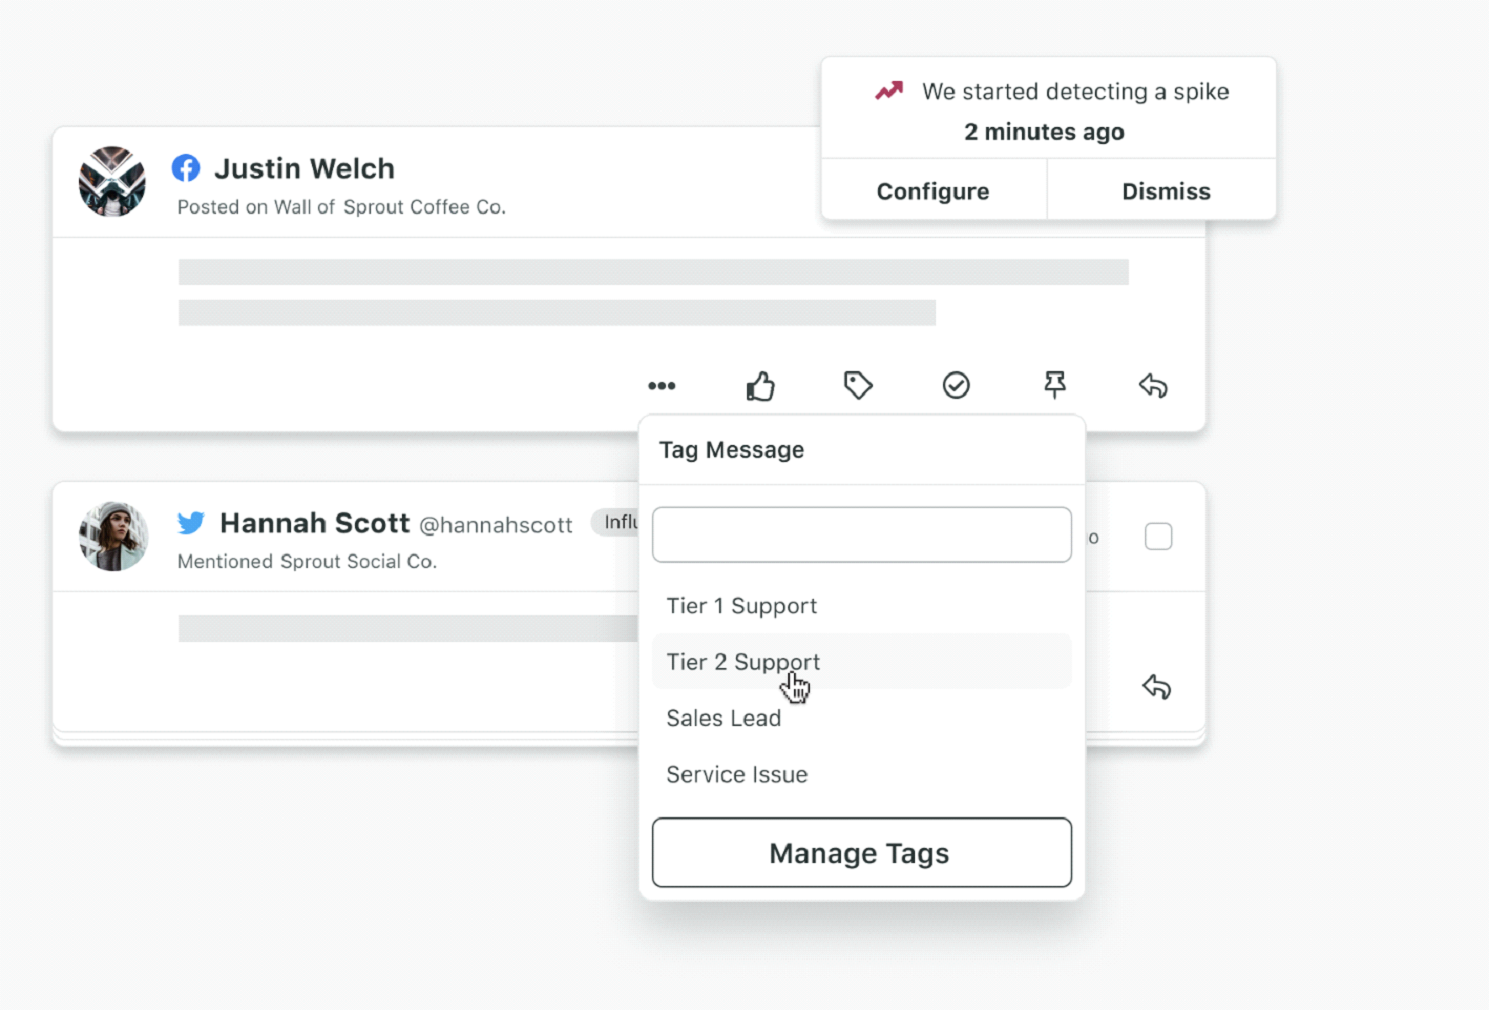 We started detecting a spike
2 minutes ago
Configure
Dismiss
Justin Welch
Posted on Wall of Sprout Coffee Co.
Tag Message
Hannah Scott @hannahscott
Mentioned Sprout Social Co.
Tier 1 Support
Tier 2 Support
Sales Lead
Service Issue
Manage Tags